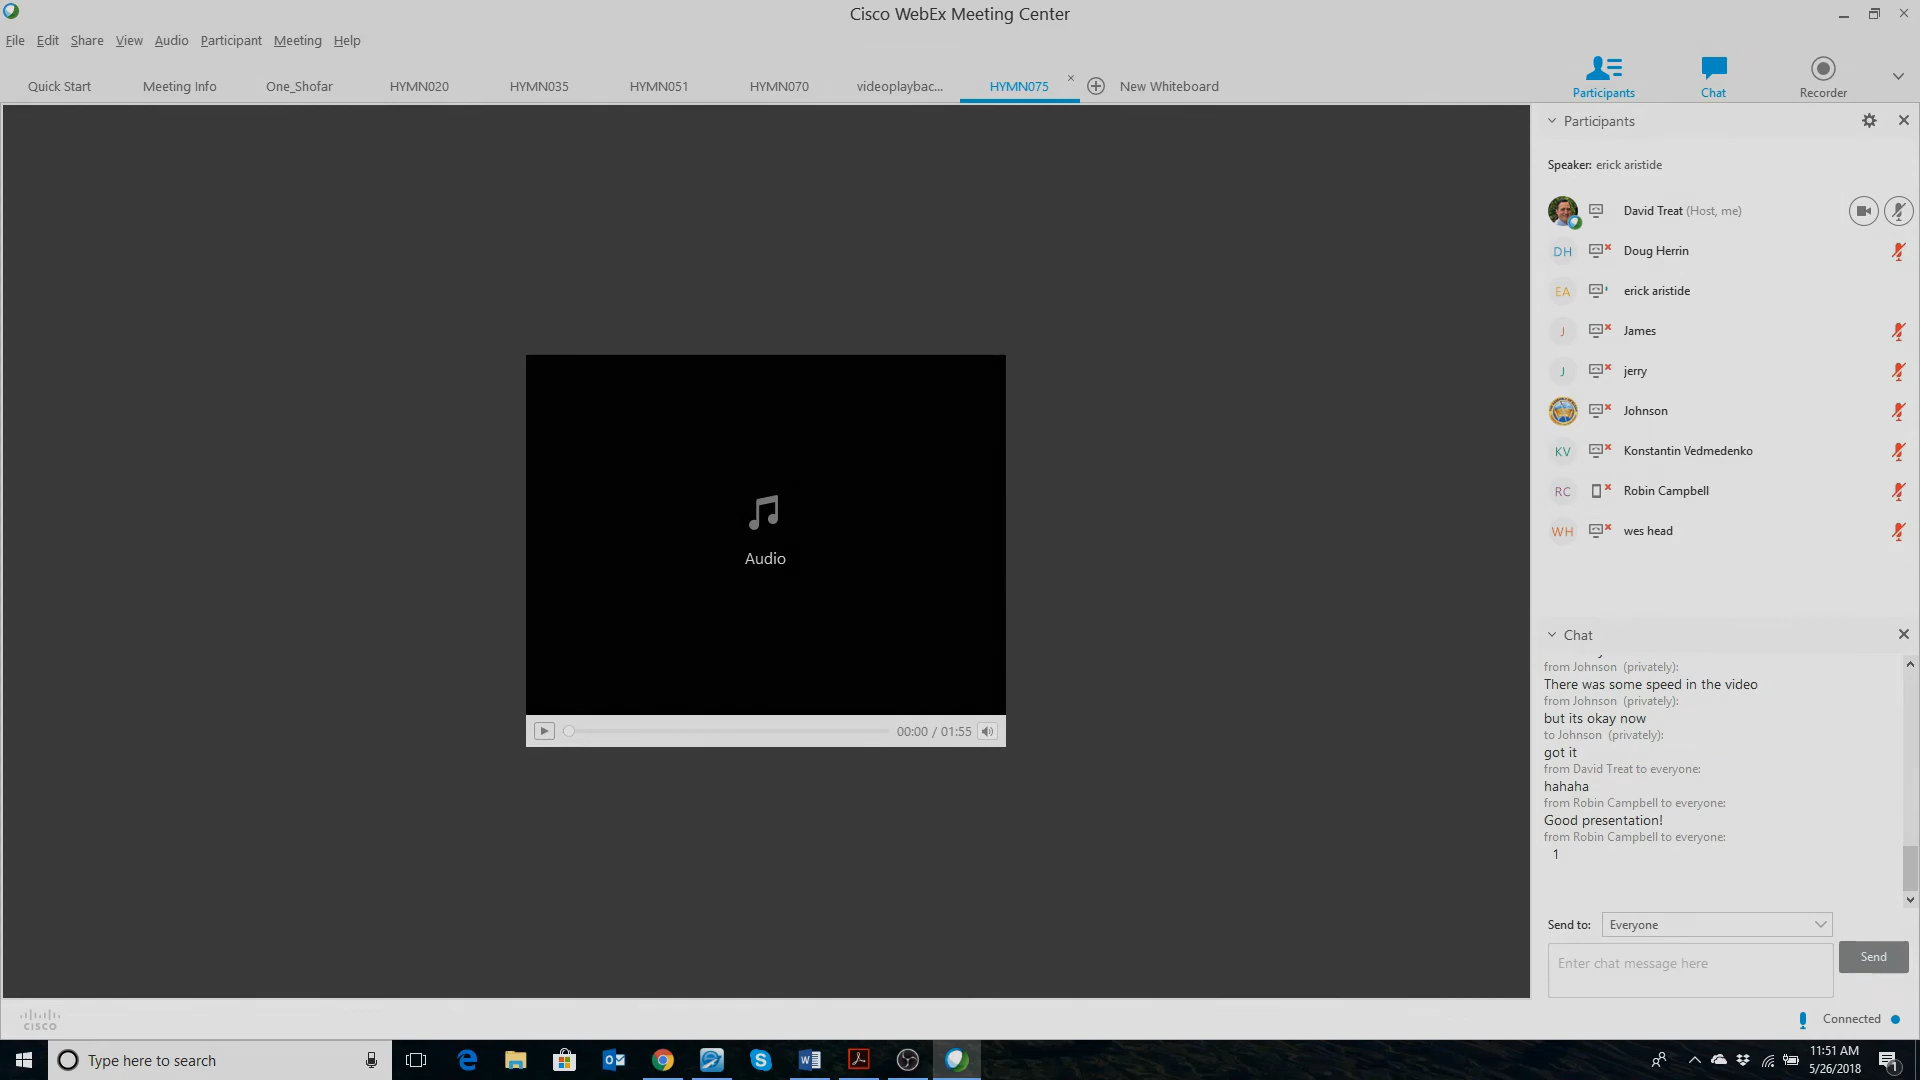 Cisco WebEx Meeting Center
File Edit Share View Audio Participant Meeting Help
Quick Start Meeting Info One_Shofar HYMN020 HYMN035 HYMN051 HYMN070 videoplaybac... HYMN075 New Whiteboard
Participants Chat Recorder
Participants
Speaker: erick aristide
David Treat (Host, me)
DH Doug Herrin
EA erick aristide
J James
J jerry
Johnson
KV Konstantin Vedmedenko
RC Robin Campbell
WH wes head
Audio
00:00 / 01:55
Chat
from Johnson (privately):
There was some speed in the video
from Johnson (privately):
but its okay now
to Johnson (privately):
got it
from David Treat to everyone:
hahaha
from Robin Campbell to everyone:
Good presentation!
from Robin Campbell to everyone:
1
Send to: Everyone
Enter chat message here
Send
CISCO
Connected
Type here to search
11:51 AM
5/26/2018
1